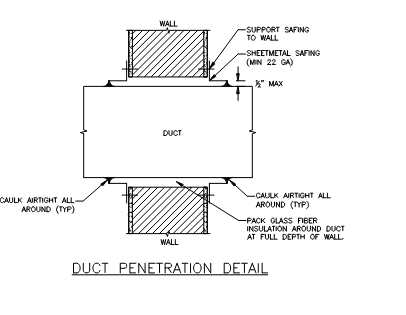 WALL
SUPPORT SAFING
TO WALL
SHEETMETAL SAFING
(MIN 22 GA)
½" MAX
DUCT
CAULK AIRTIGHT ALL
AROUND (TYP)
CAULK AIRTIGHT ALL
AROUND (TYP)
PACK GLASS FIBER
INSULATION AROUND DUCT
AT FULL DEPTH OF WALL.
WALL
DUCT PENETRATION DETAIL